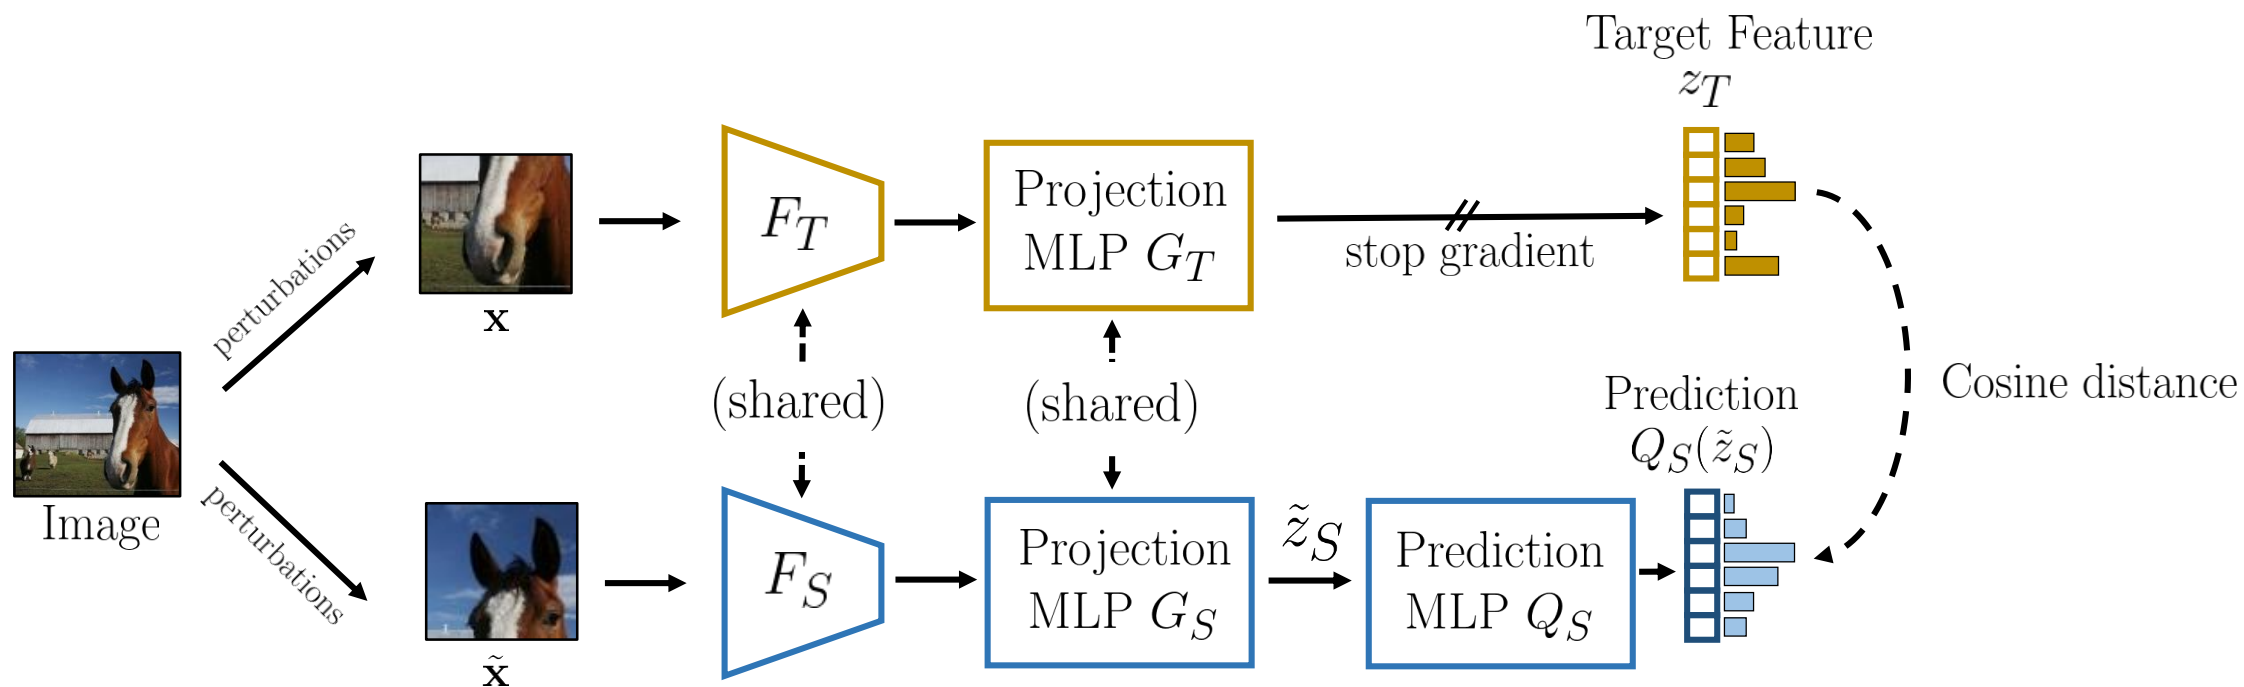 Target Feature
z_T
perturbations
x
F_T
Projection
MLP G_T
stop gradient
(shared)
(shared)
Cosine distance
Image
perturbations
x̃
F_S
Projection
MLP G_S
z̃_S
Prediction
MLP Q_S
Prediction
Q_S(z̃_S)